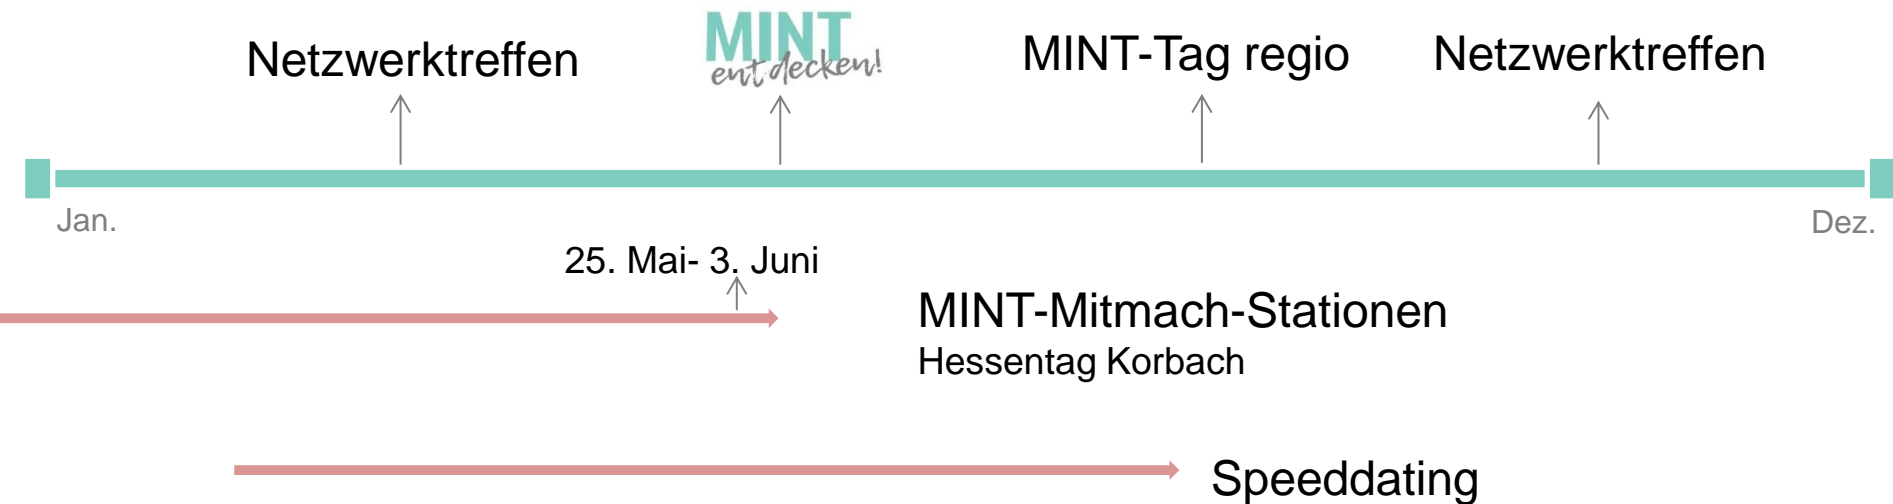 Netzwerktreffen
MINT
entdecken!
MINT-Tag regio
Netzwerktreffen
Jan.
Dez.
25. Mai- 3. Juni
MINT-Mitmach-Stationen
Hessentag Korbach
Speeddating